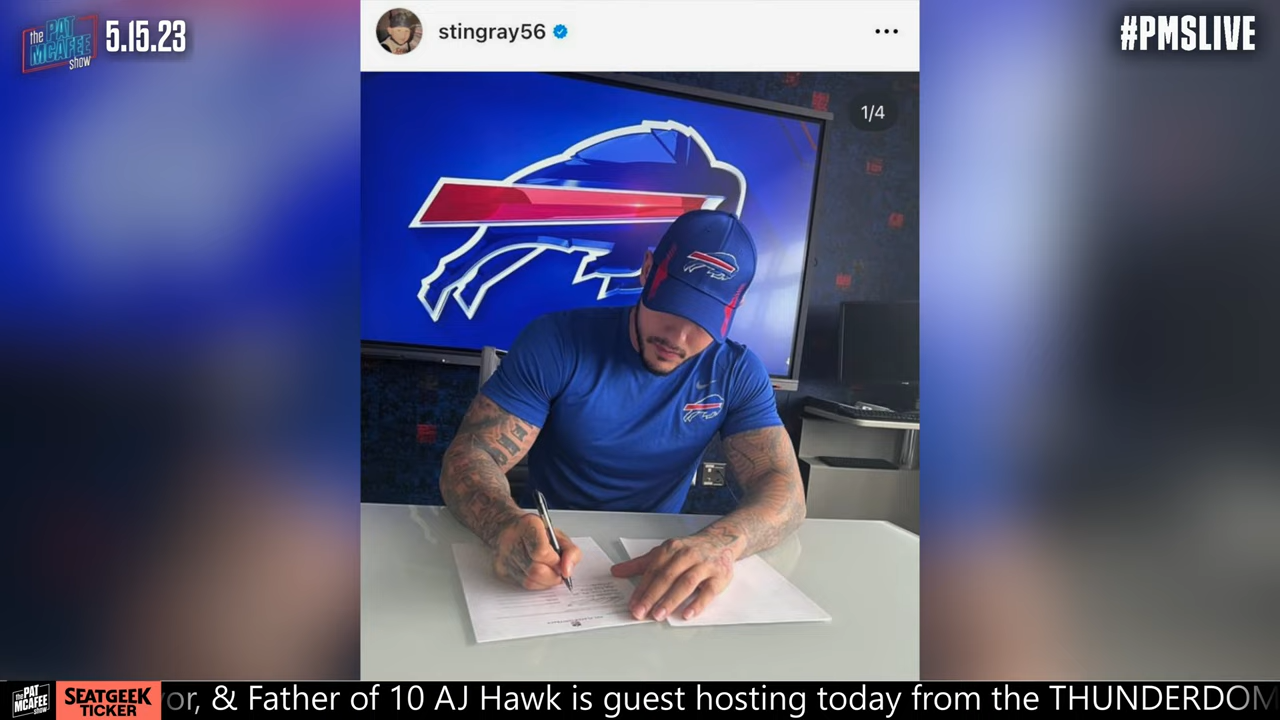 the
PAT
MCAFEE
show
5.15.23
#PMSLIVE
stingray56
1/4
the
PAT
MCAFEE
show
SEATGEEK
TICKER
or, & Father of 10 AJ Hawk is guest hosting today from the THUNDERDOM